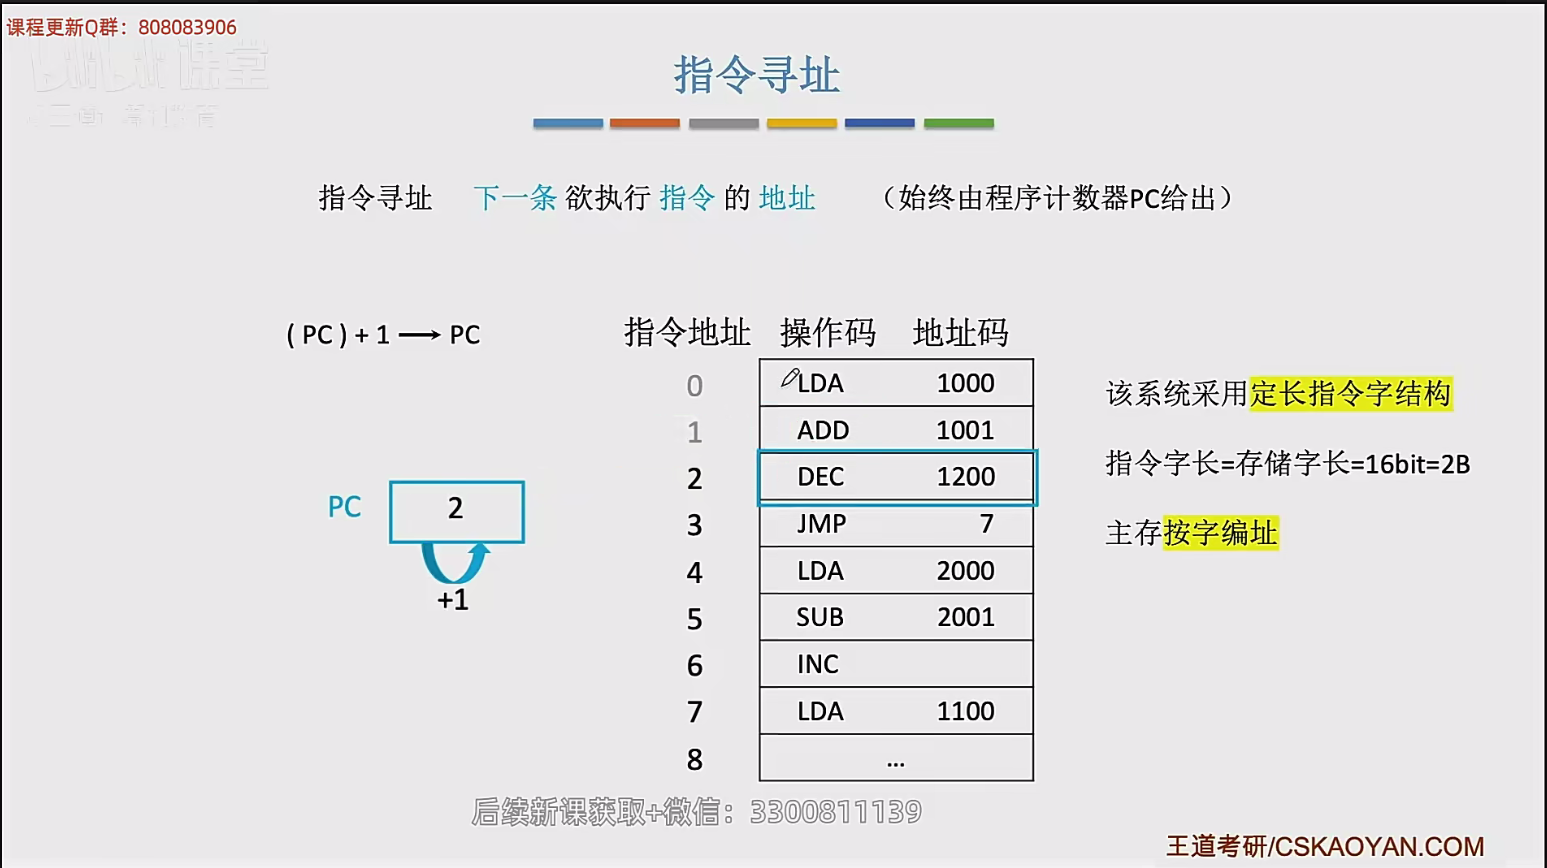 课程更新Q群：808083906
课堂
指令寻址
指令寻址 下一条 欲执行 指令 的 地址 （始终由程序计数器PC给出）
( PC ) + 1 ⟶ PC
指令地址 操作码 地址码
0 LDA 1000
1 ADD 1001
2 DEC 1200
3 JMP 7
4 LDA 2000
5 SUB 2001
6 INC
7 LDA 1100
8 ...
PC 2
+1
该系统采用定长指令字结构
指令字长=存储字长=16bit=2B
主存按字编址
后续新课获取+微信：3300811139
王道考研/CSKAOYAN.COM